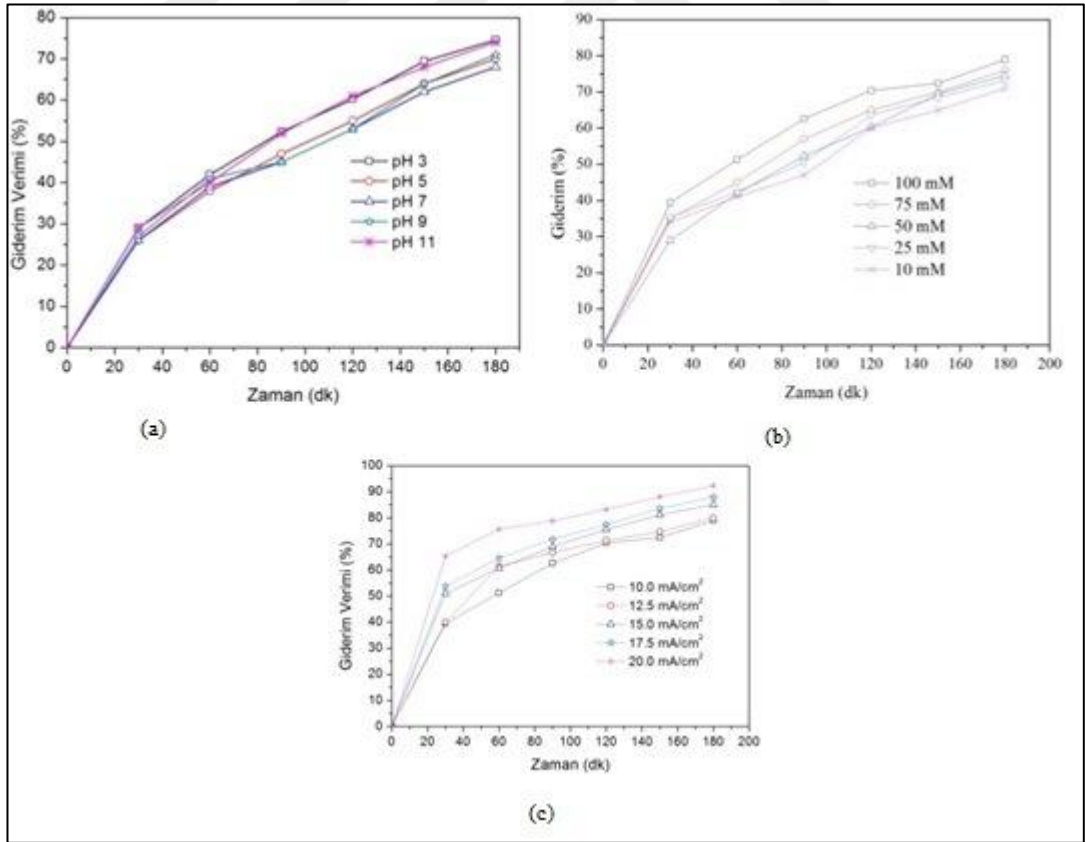 80
70
60
50
40
30
20
10
0
Giderim Verimi (%)
pH 3
pH 5
pH 7
pH 9
pH 11
0 20 40 60 80 100 120 140 160 180
Zaman (dk)
(a)
90
80
70
60
50
40
30
20
10
0
Giderim (%)
100 mM
75 mM
50 mM
25 mM
10 mM
0 20 40 60 80 100 120 140 160 180 200
Zaman (dk)
(b)
100
90
80
70
60
50
40
30
20
10
0
Giderim Verimi (%)
10.0 mA/cm²
12.5 mA/cm²
15.0 mA/cm²
17.5 mA/cm²
20.0 mA/cm²
0 20 40 60 80 100 120 140 160 180 200
Zaman (dk)
(c)